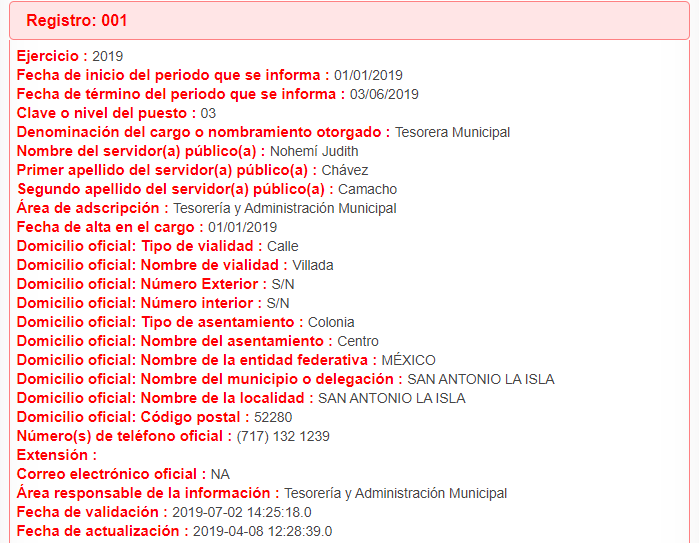 Registro: 001
Ejercicio : 2019
Fecha de inicio del periodo que se informa : 01/01/2019
Fecha de término del periodo que se informa : 03/06/2019
Clave o nivel del puesto : 03
Denominación del cargo o nombramiento otorgado : Tesorera Municipal
Nombre del servidor(a) público(a) : Nohemí Judith
Primer apellido del servidor(a) público(a) : Chávez
Segundo apellido del servidor(a) público(a) : Camacho
Área de adscripción : Tesorería y Administración Municipal
Fecha de alta en el cargo : 01/01/2019
Domicilio oficial: Tipo de vialidad : Calle
Domicilio oficial: Nombre de vialidad : Villada
Domicilio oficial: Número Exterior : S/N
Domicilio oficial: Número interior : S/N
Domicilio oficial: Tipo de asentamiento : Colonia
Domicilio oficial: Nombre del asentamiento : Centro
Domicilio oficial: Nombre de la entidad federativa : MÉXICO
Domicilio oficial: Nombre del municipio o delegación : SAN ANTONIO LA ISLA
Domicilio oficial: Nombre de la localidad : SAN ANTONIO LA ISLA
Domicilio oficial: Código postal : 52280
Número(s) de teléfono oficial : (717) 132 1239
Extensión :
Correo electrónico oficial : NA
Área responsable de la información : Tesorería y Administración Municipal
Fecha de validación : 2019-07-02 14:25:18.0
Fecha de actualización : 2019-04-08 12:28:39.0